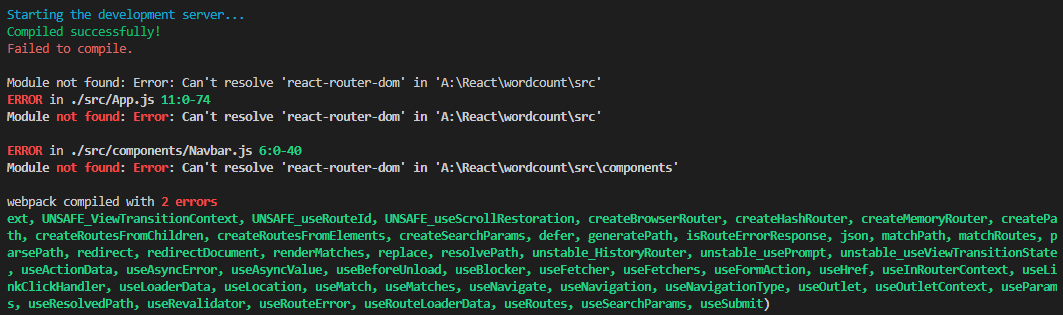 Starting the development server...
Compiled successfully!
Failed to compile.
Module not found: Error: Can't resolve 'react-router-dom' in 'A:\React\wordcount\src'
ERROR in ./src/App.js 11:0-74
Module not found: Error: Can't resolve 'react-router-dom' in 'A:\React\wordcount\src'
ERROR in ./src/components/Navbar.js 6:0-40
Module not found: Error: Can't resolve 'react-router-dom' in 'A:\React\wordcount\src\components'
webpack compiled with 2 errors
ext, UNSAFE_ViewTransitionContext, UNSAFE_useRouteId, UNSAFE_useScrollRestoration, createBrowserRouter, createHashRouter, createMemoryRouter, createPa
th, createRoutesFromChildren, createRoutesFromElements, createSearchParams, defer, generatePath, isRouteErrorResponse, json, matchPath, matchRoutes, p
arsePath, redirect, redirectDocument, renderMatches, replace, resolvePath, unstable_HistoryRouter, unstable_usePrompt, unstable_useViewTransitionState
, useActionData, useAsyncError, useAsyncValue, useBeforeUnload, useBlocker, useFetcher, useFetchers, useFormAction, useHref, useInRouterContext, useLi
nkClickHandler, useLoaderData, useLocation, useMatch, useMatches, useNavigate, useNavigation, useNavigationType, useOutlet, useOutletContext, useParam
s, useResolvedPath, useRevalidator, useRouteError, useRouteLoaderData, useRoutes, useSearchParams, useSubmit)